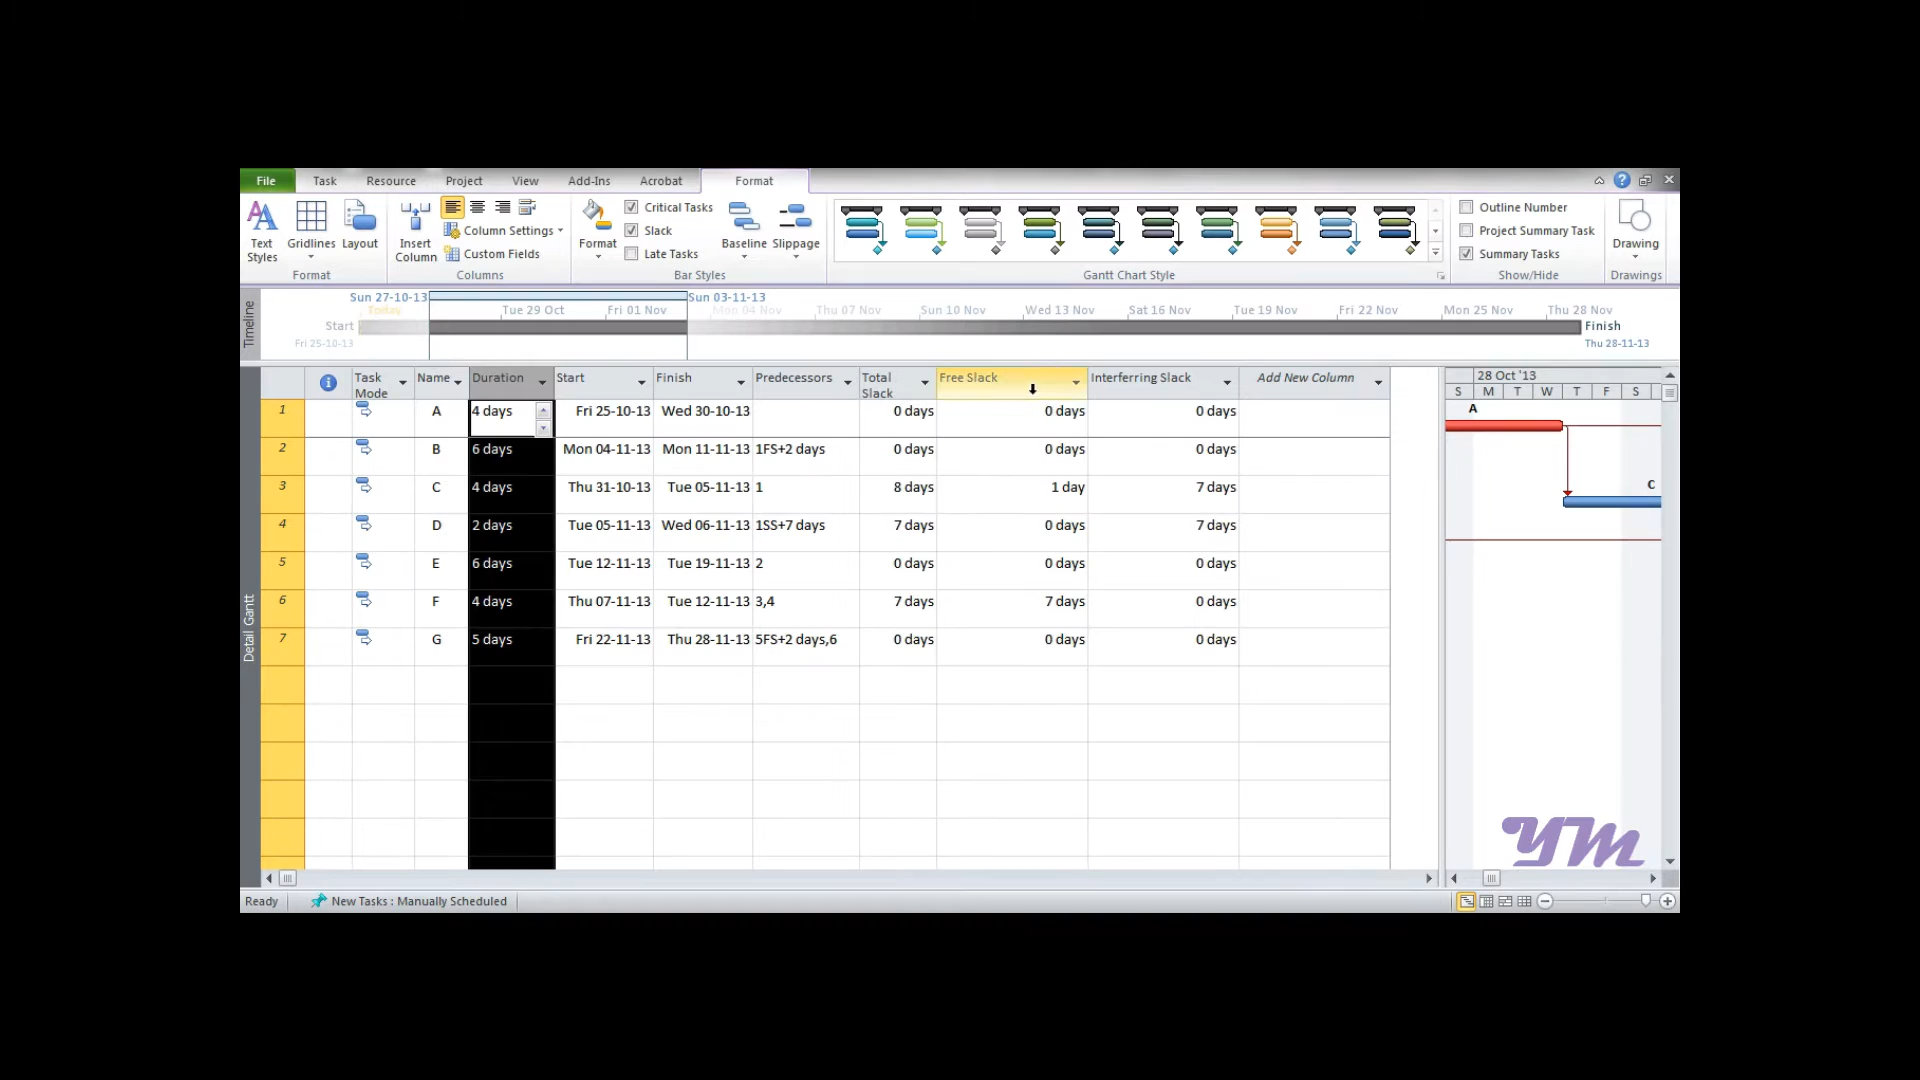 File Task Resource Project View Add-Ins Acrobat Format
Text Styles
Gridlines
Layout
Format
Insert Column
Column Settings
Custom Fields
Columns
Format
Critical Tasks
Slack
Late Tasks
Baseline
Slippage
Bar Styles
Gantt Chart Style
Outline Number
Project Summary Task
Summary Tasks
Show/Hide
Drawing
Drawings
Timeline
Sun 27-10-13 Sun 03-11-13
Today Tue 29 Oct Fri 01 Nov Mon 04 Nov Thu 07 Nov Sun 10 Nov Wed 13 Nov Sat 16 Nov Tue 19 Nov Fri 22 Nov Mon 25 Nov Thu 28 Nov
Start Finish
Fri 25-10-13 Thu 28-11-13
Detail Gantt
Task Mode Name Duration Start Finish Predecessors Total Slack Free Slack Interferring Slack Add New Column
1 A 4 days Fri 25-10-13 Wed 30-10-13 0 days 0 days 0 days
2 B 6 days Mon 04-11-13 Mon 11-11-13 1FS+2 days 0 days 0 days 0 days
3 C 4 days Thu 31-10-13 Tue 05-11-13 1 8 days 1 day 7 days
4 D 2 days Tue 05-11-13 Wed 06-11-13 1SS+7 days 7 days 0 days 7 days
5 E 6 days Tue 12-11-13 Tue 19-11-13 2 0 days 0 days 0 days
6 F 4 days Thu 07-11-13 Tue 12-11-13 3,4 7 days 7 days 0 days
7 G 5 days Fri 22-11-13 Thu 28-11-13 5FS+2 days,6 0 days 0 days 0 days
28 Oct '13
S M T W T F S
A
C
YM
Ready New Tasks : Manually Scheduled